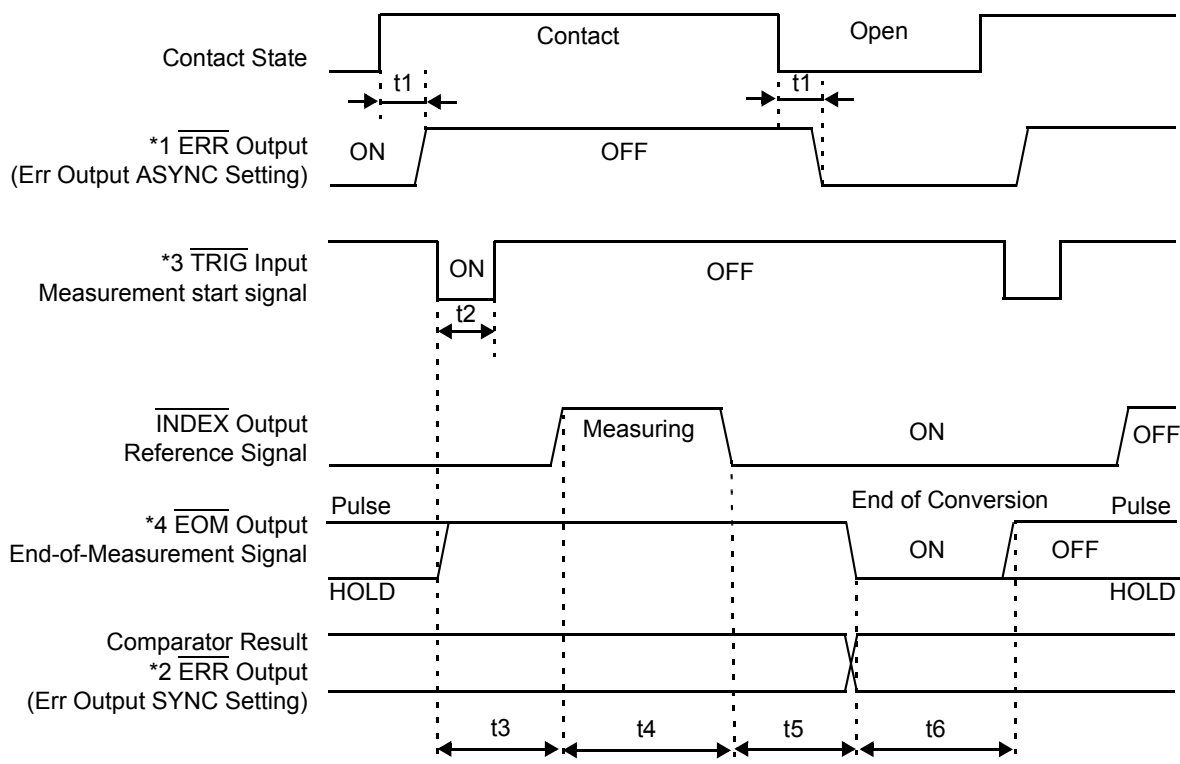 Contact State
Contact
Open
t1
t1
*1 ERR Output
(Err Output ASYNC Setting)
ON
OFF
*3 TRIG Input
Measurement start signal
ON
OFF
t2
INDEX Output
Reference Signal
Measuring
ON
OFF
*4 EOM Output
End-of-Measurement Signal
Pulse
HOLD
End of Conversion
ON
OFF
Pulse
HOLD
Comparator Result
*2 ERR Output
(Err Output SYNC Setting)
t3
t4
t5
t6